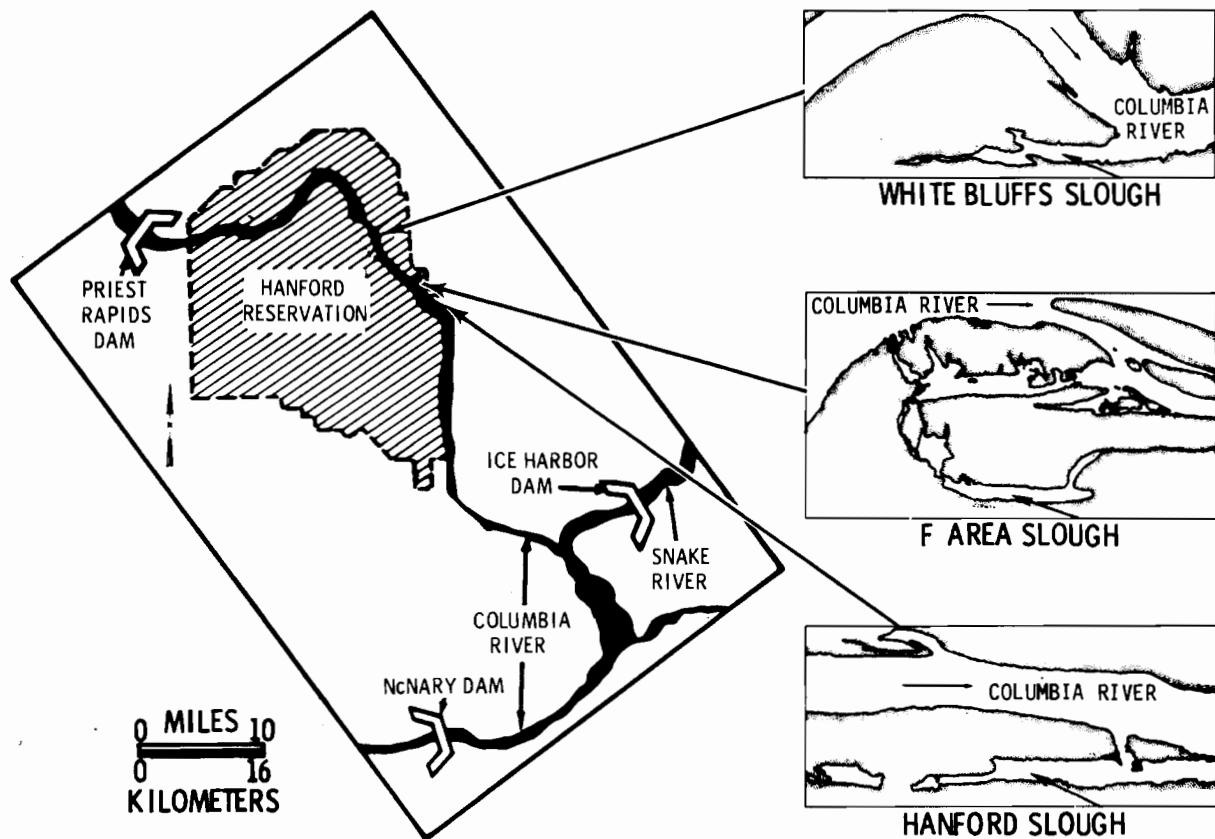 PRIEST
RAPIDS
DAM
HANFORD
RESERVATION
ICE HARBOR
DAM
SNAKE
RIVER
COLUMBIA
RIVER
NcNARY DAM
0 MILES 10
0 16
KILOMETERS
COLUMBIA
RIVER
WHITE BLUFFS SLOUGH
COLUMBIA RIVER
F AREA SLOUGH
COLUMBIA RIVER
HANFORD SLOUGH